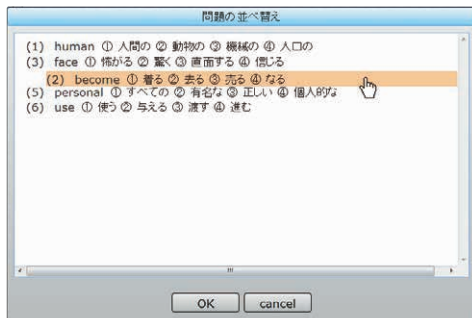 問題の並べ替え
(1) human ① 人間の ② 動物の ③ 機械の ④ 人口の
(3) face ① 怖がる ② 驚く ③ 直面する ④ 信じる
(2) become ① 着る ② 去る ③ 売る ④ なる
(5) personal ① すべての ② 有名な ③ 正しい ④ 個人的な
(6) use ① 使う ② 与える ③ 渡す ④ 進む
OK cancel